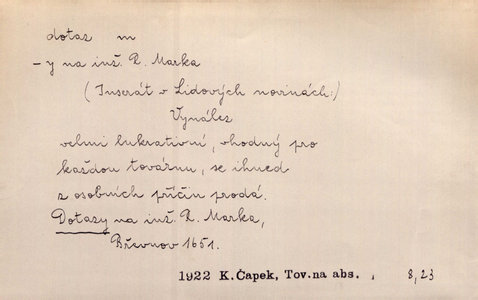 dotaz m
– y na inž. R. Marka
(Inserát v Lidových novinách:)
Vynález
velmi lukrativní, vhodný pro
každou továrnu, se ihned
z osobních příčin prodá.
Dotazy na inž. R. Marka,
Břevnov 1651.
1922 K.Čapek, Tov.na abs. , 8,23